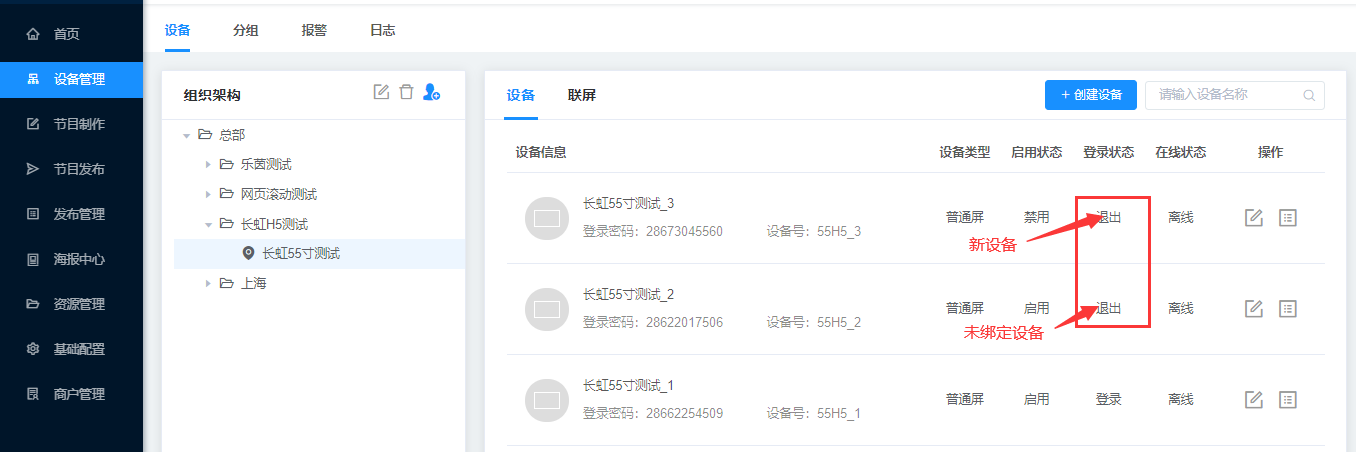 首页
设备管理
节目制作
节目发布
发布管理
海报中心
资源管理
基础配置
商户管理
设备 分组 报警 日志
组织架构
总部
乐茵测试
网页滚动测试
长虹H5测试
长虹55寸测试
上海
设备 联屏 + 创建设备 请输入设备名称
设备信息 设备类型 启用状态 登录状态 在线状态 操作
长虹55寸测试_3
登录密码：28673045560 设备号：55H5_3 普通屏 禁用 退出 离线
新设备
长虹55寸测试_2
登录密码：28622017506 设备号：55H5_2 普通屏 启用 退出 离线
未绑定设备
长虹55寸测试_1
登录密码：28662254509 设备号：55H5_1 普通屏 启用 登录 离线